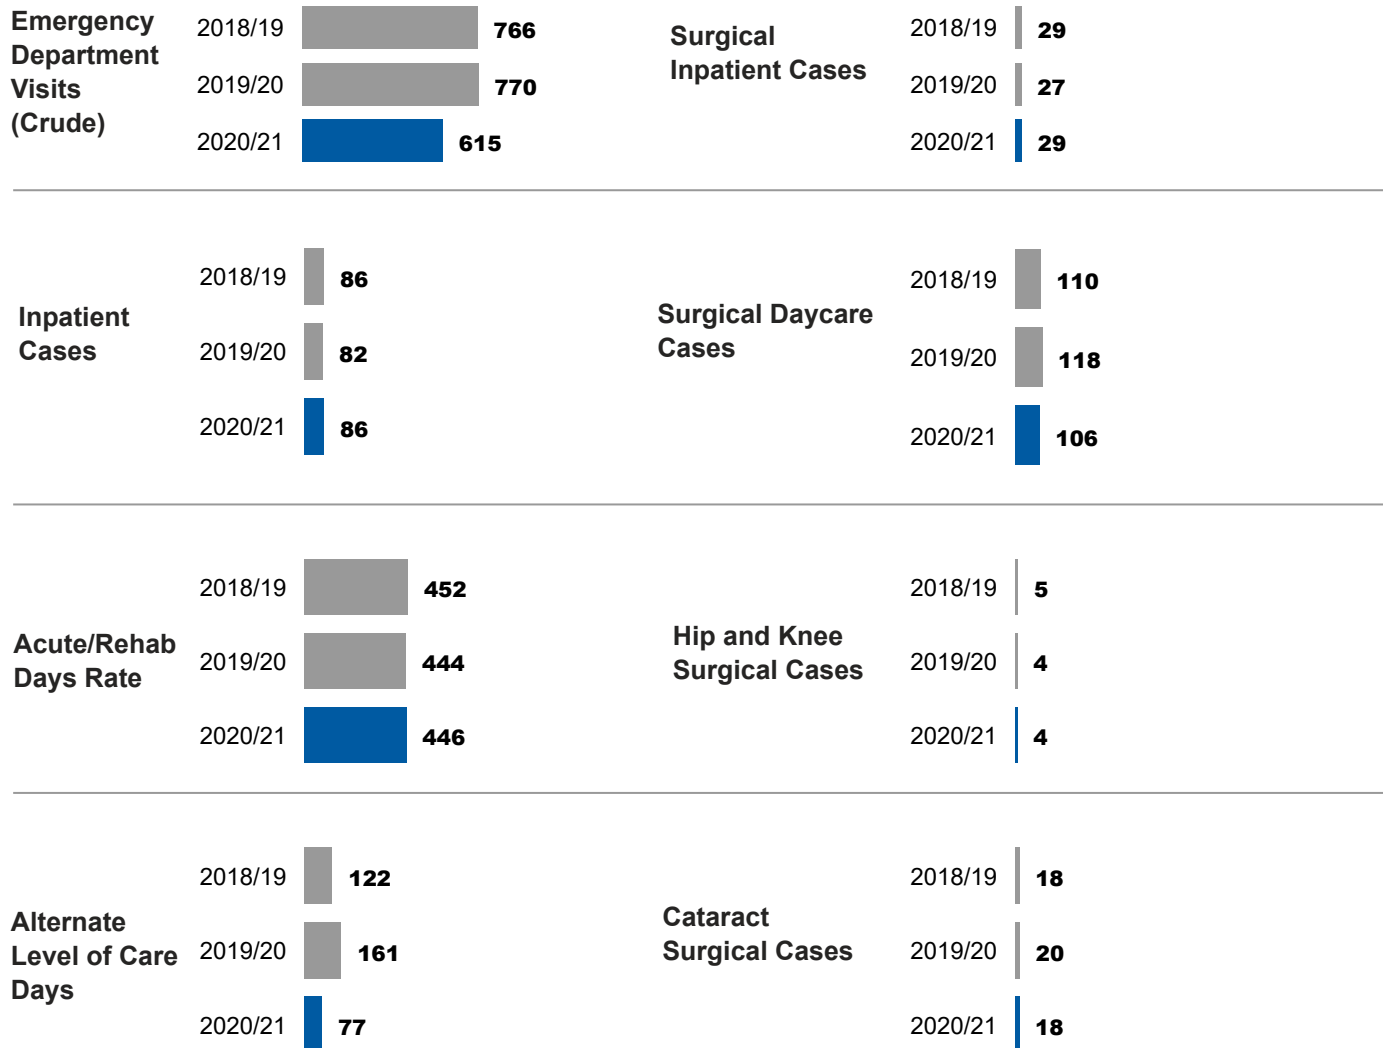 Emergency
Department
Visits
(Crude)
2018/19 766
2019/20 770
2020/21 615
Surgical
Inpatient Cases
2018/19 29
2019/20 27
2020/21 29
Inpatient
Cases
2018/19 86
2019/20 82
2020/21 86
Surgical Daycare
Cases
2018/19 110
2019/20 118
2020/21 106
Acute/Rehab
Days Rate
2018/19 452
2019/20 444
2020/21 446
Hip and Knee
Surgical Cases
2018/19 5
2019/20 4
2020/21 4
Alternate
Level of Care
Days
2018/19 122
2019/20 161
2020/21 77
Cataract
Surgical Cases
2018/19 18
2019/20 20
2020/21 18